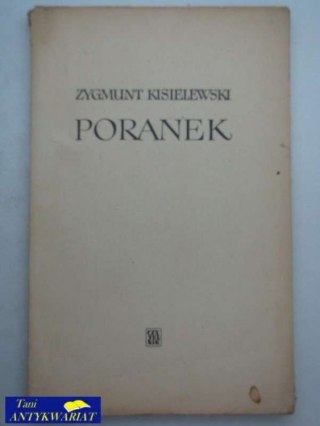 ZYGMUNT KISIELEWSKI
PORANEK
Tani
ANTYKWARIAT